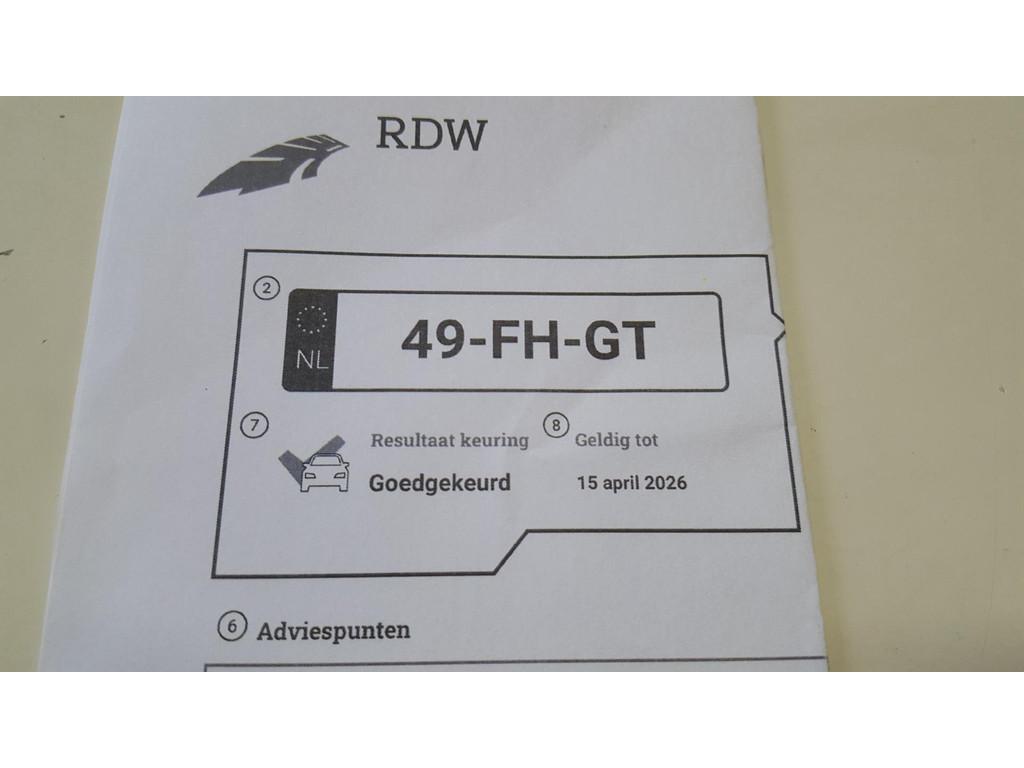 RDW
2
NL 49-FH-GT
7 Resultaat keuring 8 Geldig tot
Goedgekeurd 15 april 2026
6 Adviespunten